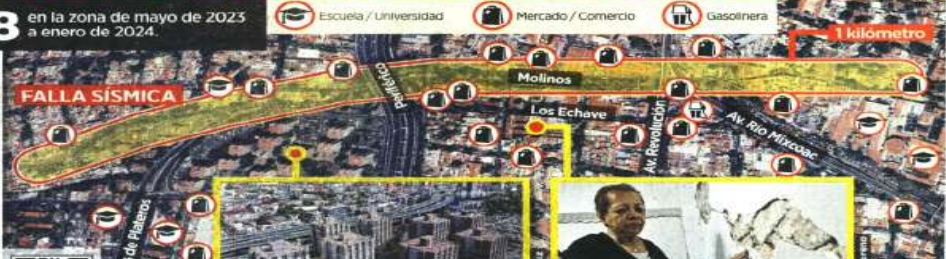 8 en la zona de mayo de 2023
a enero de 2024.
Escuela / Universidad
Mercado / Comercio
Gasolinera
1 kilómetro
FALLA SÍSMICA
Periférico
Molinos
Los Echave
Av. Revolución
Av. Río Mixcoac
de Plateros